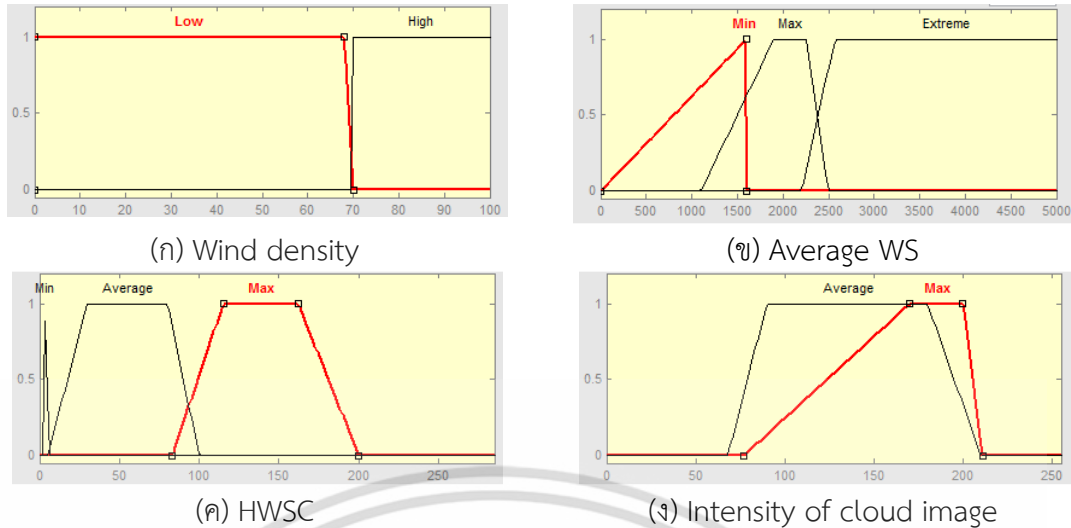 Low High
1
0.5
0
0 10 20 30 40 50 60 70 80 90 100
(ก) Wind density
Min Max Extreme
1
0.5
0
0 500 1000 1500 2000 2500 3000 3500 4000 4500 5000
(ข) Average WS
Min Average Max
1
0.5
0
0 50 100 150 200 250
(ค) HWSC
Average Max
1
0.5
0
0 50 100 150 200 250
(ง) Intensity of cloud image